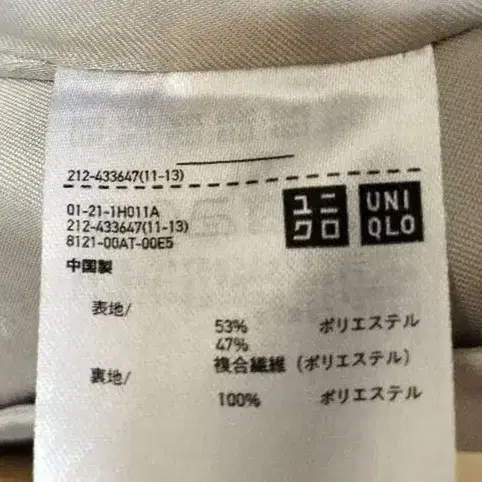 212-433647(11-13)
01-21-1H011A
212-433647(11-13)
8121-00AT-00E5
中国製
ユニ
クロ
UNI
QLO
表地/
53% ポリエステル
47%
複合繊維 (ポリエステル)
裏地/
100% ポリエステル